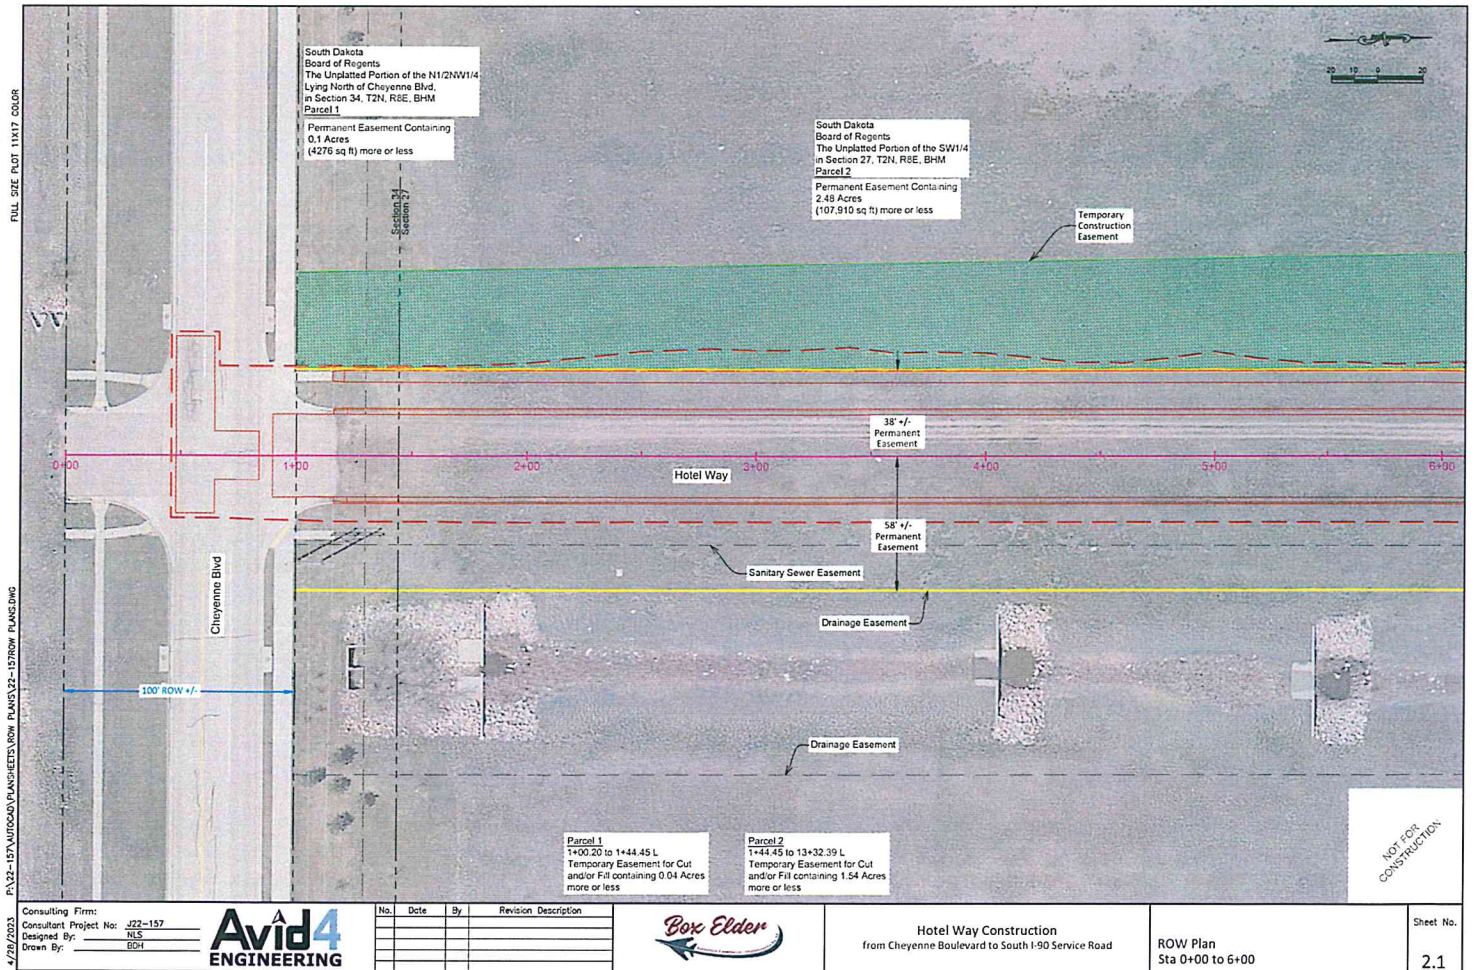 FULL SIZE PLOT 11X17 COLOR
P:\22-157\AUTOCAD\PLANSHEETS\ROW PLANS\22-157ROW PLANS.DWG
4/28/2023
South Dakota
Board of Regents
The Unplatted Portion of the N1/2NW1/4
Lying North of Cheyenne Blvd,
in Section 34, T2N, R8E, BHM
Parcel 1
Permanent Easement Containing
0.1 Acres
(4276 sq ft) more or less
Section 34
Section 27
South Dakota
Board of Regents
The Unplatted Portion of the SW1/4
in Section 27, T2N, R8E, BHM
Parcel 2
Permanent Easement Containing
2.48 Acres
(107,910 sq ft) more or less
20 10 0 20
Temporary
Construction
Easement
38' +/-
Permanent
Easement
0+00
1+00
2+00
3+00
4+00
5+00
6+00
Hotel Way
58' +/-
Permanent
Easement
Sanitary Sewer Easement
Cheyenne Blvd
Drainage Easement
100' ROW +/-
Drainage Easement
Parcel 1
1+00.20 to 1+44.45 L
Temporary Easement for Cut
and/or Fill containing 0.04 Acres
more or less
Parcel 2
1+44.45 to 13+32.39 L
Temporary Easement for Cut
and/or Fill containing 1.54 Acres
more or less
NOT FOR
CONSTRUCTION
Consulting Firm:
Consultant Project No: J22-157
Designed By: NLS
Drawn By: BDH
Avid4
ENGINEERING
No. Date By Revision Description
Box Elder
Hotel Way Construction
from Cheyenne Boulevard to South I-90 Service Road
ROW Plan
Sta 0+00 to 6+00
Sheet No.
2.1